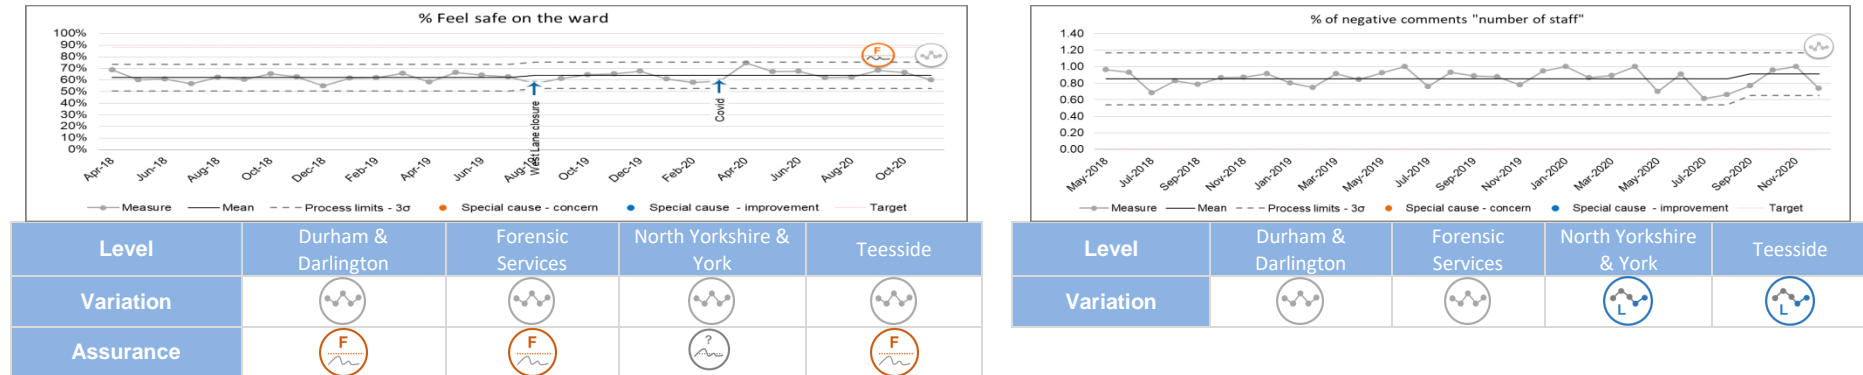 % Feel safe on the ward
100%
90%
80%
70%
60%
50%
40%
30%
20%
10%
0%
F
West Lane closure
Covid
Apr-18
Jun-18
Aug-18
Oct-18
Dec-18
Feb-19
Apr-19
Jun-19
Aug-19
Oct-19
Dec-19
Feb-20
Apr-20
Jun-20
Aug-20
Oct-20
Measure Mean Process limits - 3σ Special cause - concern Special cause - improvement Target
Level Durham & Darlington Forensic Services North Yorkshire & York Teesside
Variation
Assurance F F ? F
% of negative comments "number of staff"
1.40
1.20
1.00
0.80
0.60
0.40
0.20
0.00
May-2018
Jul-2018
Sep-2018
Nov-2018
Jan-2019
Mar-2019
May-2019
Jul-2019
Sep-2019
Nov-2019
Jan-2020
Mar-2020
May-2020
Jul-2020
Sep-2020
Nov-2020
Measure Mean Process limits - 3σ Special cause - concern Special cause - improvement Target
Level Durham & Darlington Forensic Services North Yorkshire & York Teesside
Variation L L